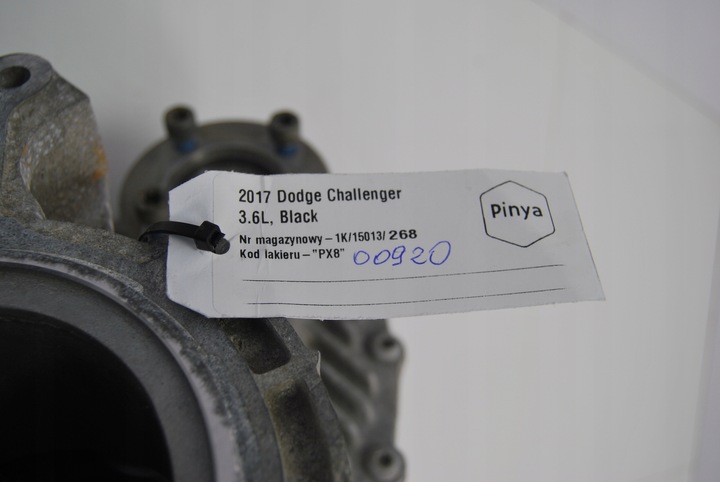 2017 Dodge Challenger
3.6L, Black
Nr magazynowy – 1K/15013/ 268
Kod lakieru – "PX8" 00920
Pinya